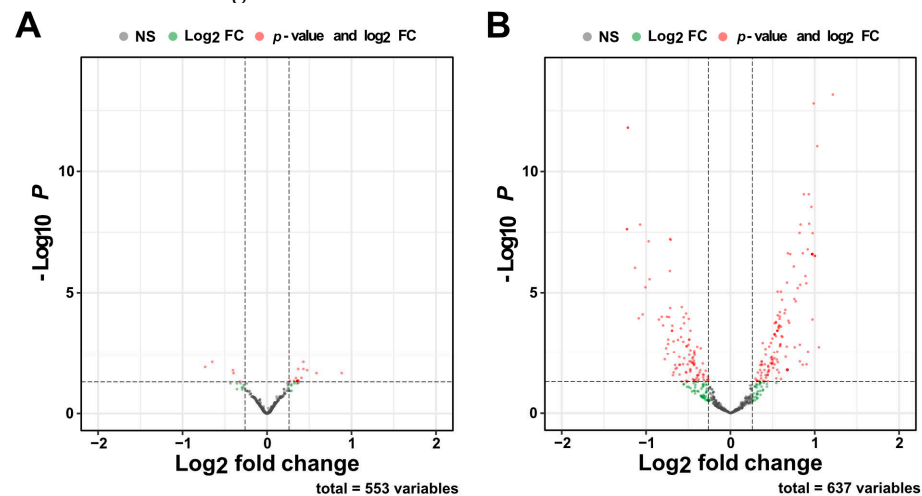 A
NS Log2 FC p-value and log2 FC
-Log10 P
10
5
0
−2 −1 0 1 2
Log2 fold change
total = 553 variables
B
NS Log2 FC p-value and log2 FC
-Log10 P
10
5
0
−2 −1 0 1 2
Log2 fold change
total = 637 variables